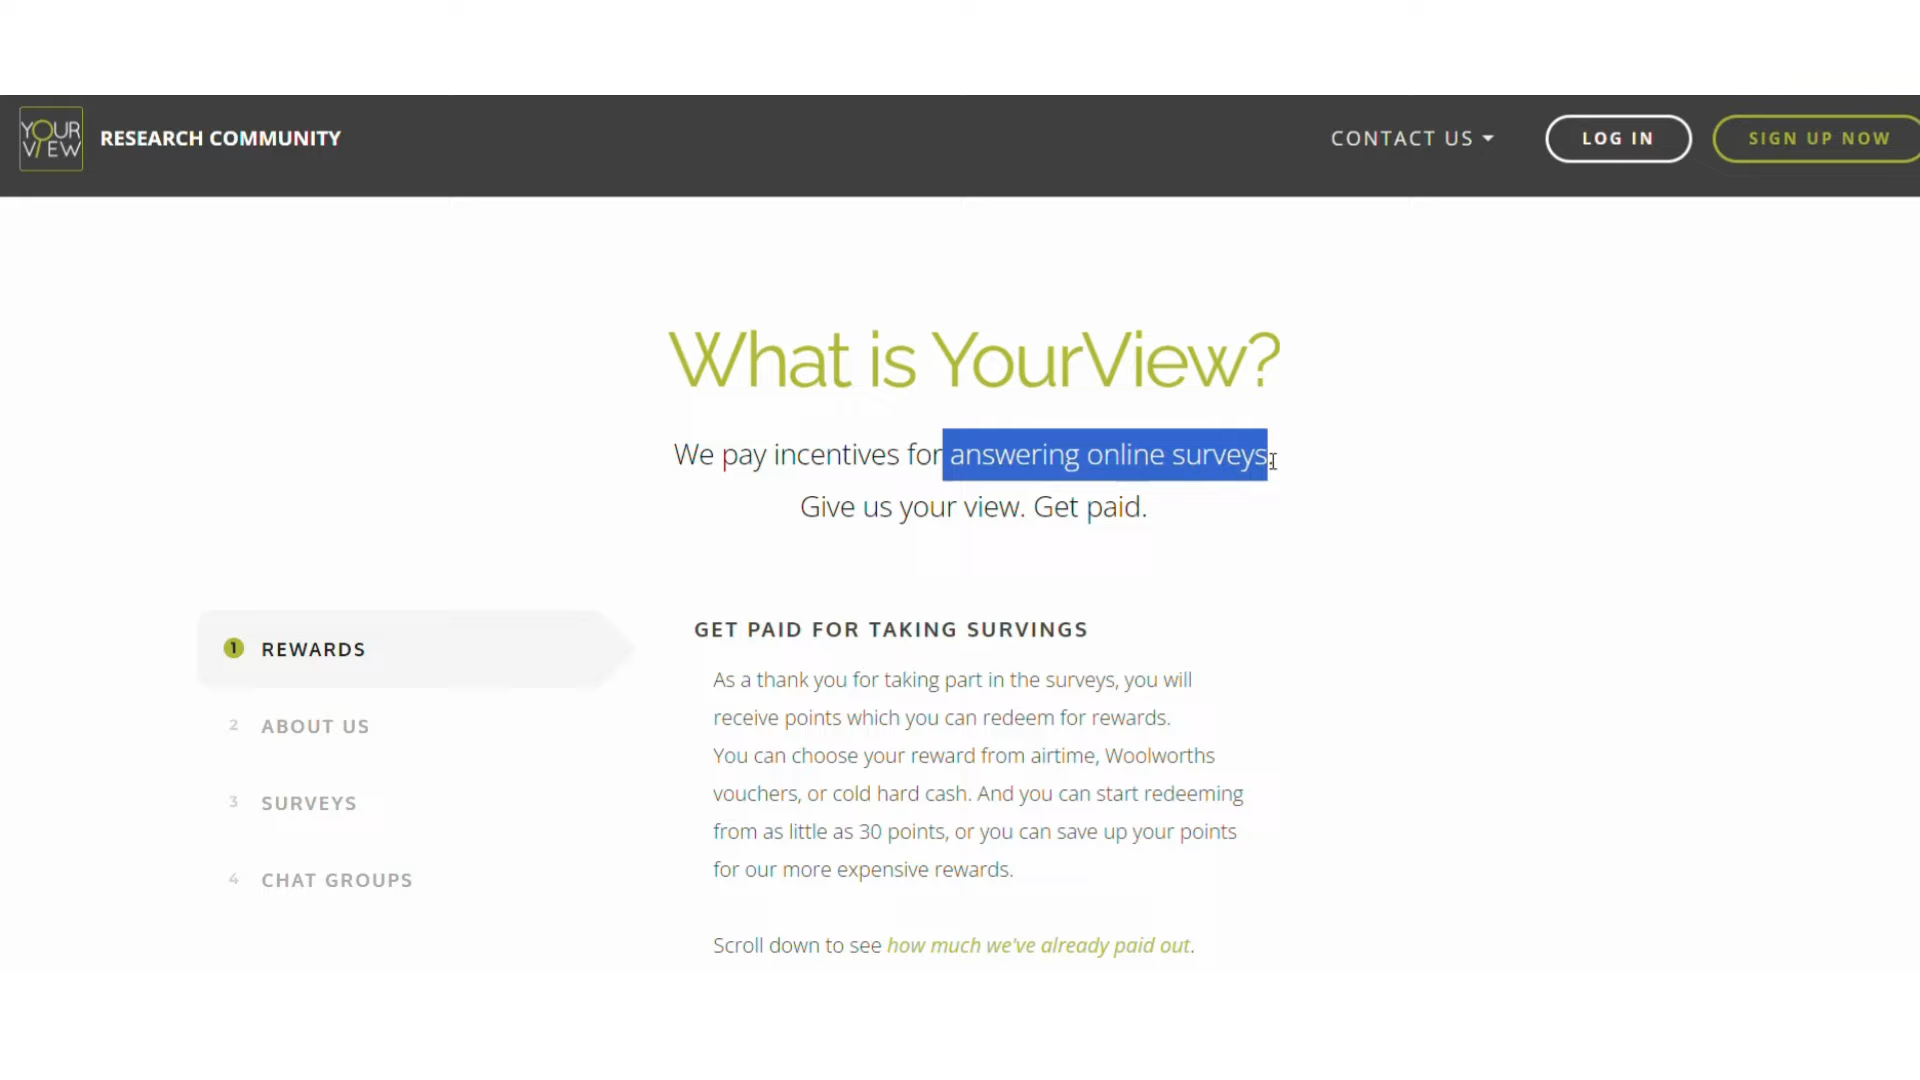 YOUR
VIEW
RESEARCH COMMUNITY
CONTACT US
LOG IN
SIGN UP NOW
What is YourView?
We pay incentives for answering online surveys.
Give us your view. Get paid.
1 REWARDS
2 ABOUT US
3 SURVEYS
4 CHAT GROUPS
GET PAID FOR TAKING SURVINGS
As a thank you for taking part in the surveys, you will
receive points which you can redeem for rewards.
You can choose your reward from airtime, Woolworths
vouchers, or cold hard cash. And you can start redeeming
from as little as 30 points, or you can save up your points
for our more expensive rewards.
Scroll down to see how much we've already paid out.